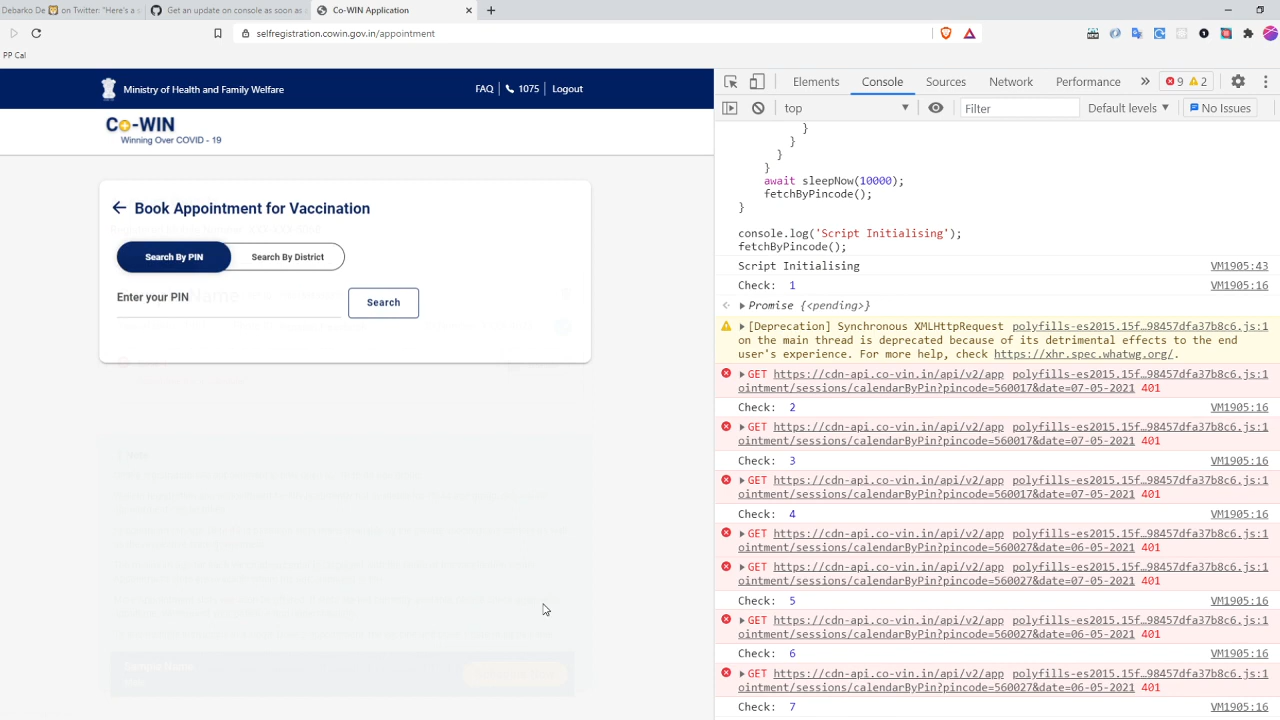 Debarko De 🦁 on Twitter: "Here's a s
Get an update on console as soon as
Co-WIN Application
selfregistration.cowin.gov.in/appointment
PP Cal
Ministry of Health and Family Welfare
FAQ
1075
Logout
Co-WIN
Winning Over COVID - 19
Book Appointment for Vaccination
Search By PIN
Search By District
Enter your PIN
Name
Search
Sample Name
Elements
Console
Sources
Network
Performance
»
9
2
top
Filter
Default levels
No Issues
}
}
}
}
await sleepNow(10000);
fetchByPincode();
}
console.log('Script Initialising');
fetchByPincode();
Script Initialising VM1905:43
Check: 1 VM1905:16
Promise {<pending>}
[Deprecation] Synchronous XMLHttpRequest polyfills-es2015.15f…98457dfa37b8c6.js:1
on the main thread is deprecated because of its detrimental effects to the end
user's experience. For more help, check https://xhr.spec.whatwg.org/.
GET https://cdn-api.co-vin.in/api/v2/app polyfills-es2015.15f…98457dfa37b8c6.js:1
ointment/sessions/calendarByPin?pincode=560017&date=07-05-2021 401
Check: 2 VM1905:16
GET https://cdn-api.co-vin.in/api/v2/app polyfills-es2015.15f…98457dfa37b8c6.js:1
ointment/sessions/calendarByPin?pincode=560017&date=07-05-2021 401
Check: 3 VM1905:16
GET https://cdn-api.co-vin.in/api/v2/app polyfills-es2015.15f…98457dfa37b8c6.js:1
ointment/sessions/calendarByPin?pincode=560017&date=07-05-2021 401
Check: 4 VM1905:16
GET https://cdn-api.co-vin.in/api/v2/app polyfills-es2015.15f…98457dfa37b8c6.js:1
ointment/sessions/calendarByPin?pincode=560027&date=06-05-2021 401
GET https://cdn-api.co-vin.in/api/v2/app polyfills-es2015.15f…98457dfa37b8c6.js:1
ointment/sessions/calendarByPin?pincode=560027&date=07-05-2021 401
Check: 5 VM1905:16
GET https://cdn-api.co-vin.in/api/v2/app polyfills-es2015.15f…98457dfa37b8c6.js:1
ointment/sessions/calendarByPin?pincode=560027&date=06-05-2021 401
Check: 6 VM1905:16
GET https://cdn-api.co-vin.in/api/v2/app polyfills-es2015.15f…98457dfa37b8c6.js:1
ointment/sessions/calendarByPin?pincode=560027&date=06-05-2021 401
Check: 7 VM1905:16